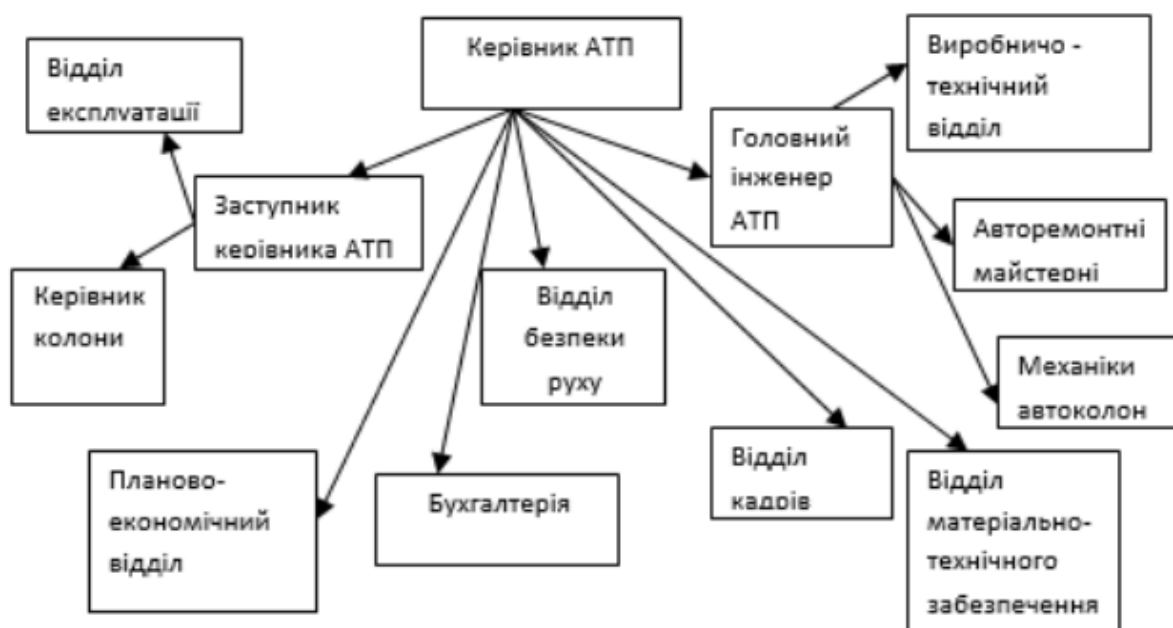 Керівник АТП
Відділ
експлуатації
Виробничо -
технічний
відділ
Головний
інженер
АТП
Заступник
керівника АТП
Авторемонтні
майстерні
Керівник
колони
Відділ
безпеки
руху
Механіки
автоколон
Планово-
економічний
відділ
Бухгалтерія
Відділ
кадрів
Відділ
матеріально-
технічного
забезпечення